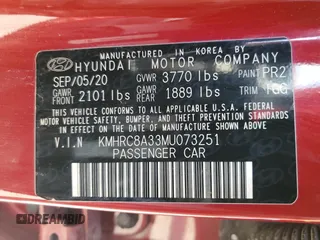 MANUFACTURED IN KOREA BY
HYUNDAI MOTOR COMPANY
SEP/05/20 GVWR 3770 lbs PAINT PR2
GAWR FRONT 2101 lbs GAWR REAR 1889 lbs TRIM
THIS VEHICLE CONFORMS TO ALL APPLICABLE FEDERAL
MOTOR VEHICLE SAFETY, BUMPER, AND THEFT PREVENTION
STANDARDS IN EFFECT ON THE DATE OF MANUFACTURE
SHOWN ABOVE.
V.I.N KMHRC8A33MU073251
PASSENGER CAR
DREAMBID